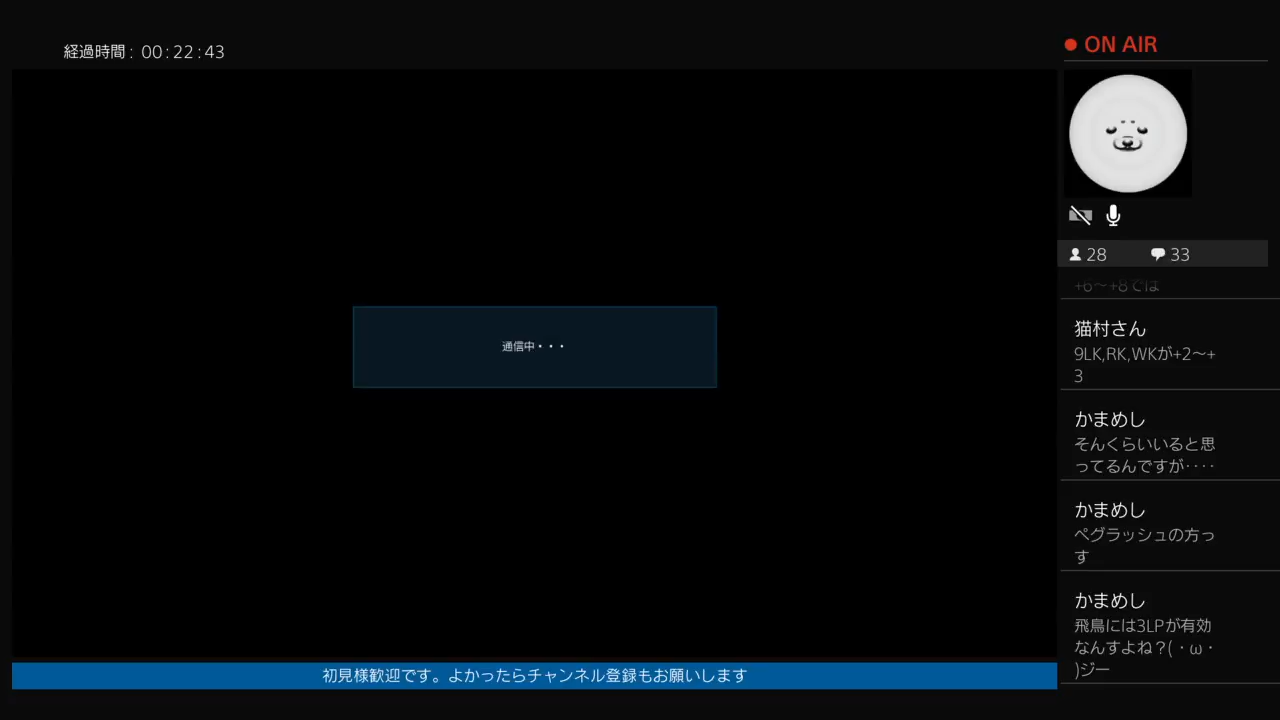 経過時間 : 00:22:43
ON AIR
28 33
+6～+8では
猫村さん
9LK,RK,WKが+2～+
3
かまめし
そんくらいいると思
ってるんですが‥‥
かまめし
ペグラッシュの方っ
す
かまめし
飛鳥には3LPが有効
なんすよね？(・ω・
)ジー
通信中・・・
初見様歓迎です。よかったらチャンネル登録もお願いします